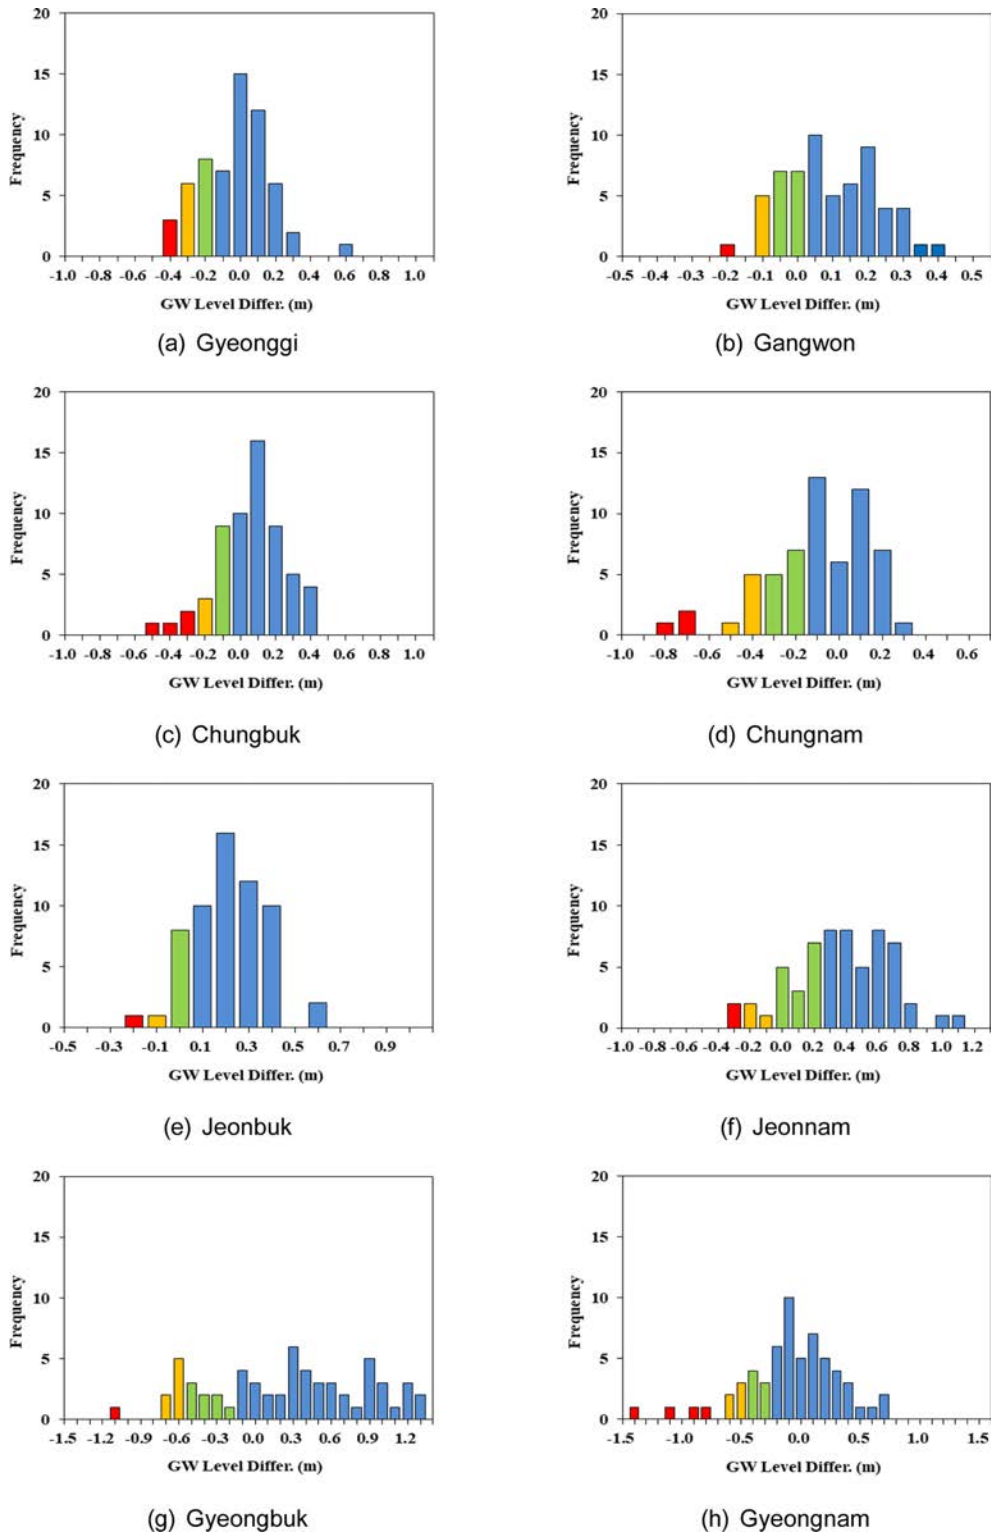 20
15
10
5
0
Frequency
-1.0 -0.8 -0.6 -0.4 -0.2 0.0 0.2 0.4 0.6 0.8 1.0
GW Level Differ. (m)
(a) Gyeonggi
20
15
10
5
0
Frequency
-0.5 -0.4 -0.3 -0.2 -0.1 0.0 0.1 0.2 0.3 0.4 0.5
GW Level Differ. (m)
(b) Gangwon
20
15
10
5
0
Frequency
-1.0 -0.8 -0.6 -0.4 -0.2 0.0 0.2 0.4 0.6 0.8 1.0
GW Level Differ. (m)
(c) Chungbuk
20
15
10
5
0
Frequency
-1.0 -0.8 -0.6 -0.4 -0.2 0.0 0.2 0.4 0.6
GW Level Differ. (m)
(d) Chungnam
20
15
10
5
0
Frequency
-0.5 -0.3 -0.1 0.1 0.3 0.5 0.7 0.9
GW Level Differ. (m)
(e) Jeonbuk
20
15
10
5
0
Frequency
-1.0 -0.8 -0.6 -0.4 -0.2 0.0 0.2 0.4 0.6 0.8 1.0 1.2
GW Level Differ. (m)
(f) Jeonnam
20
15
10
5
0
Frequency
-1.5 -1.2 -0.9 -0.6 -0.3 0.0 0.3 0.6 0.9 1.2
GW Level Differ. (m)
(g) Gyeongbuk
20
15
10
5
0
Frequency
-1.5 -1.0 -0.5 0.0 0.5 1.0 1.5
GW Level Differ. (m)
(h) Gyeongnam